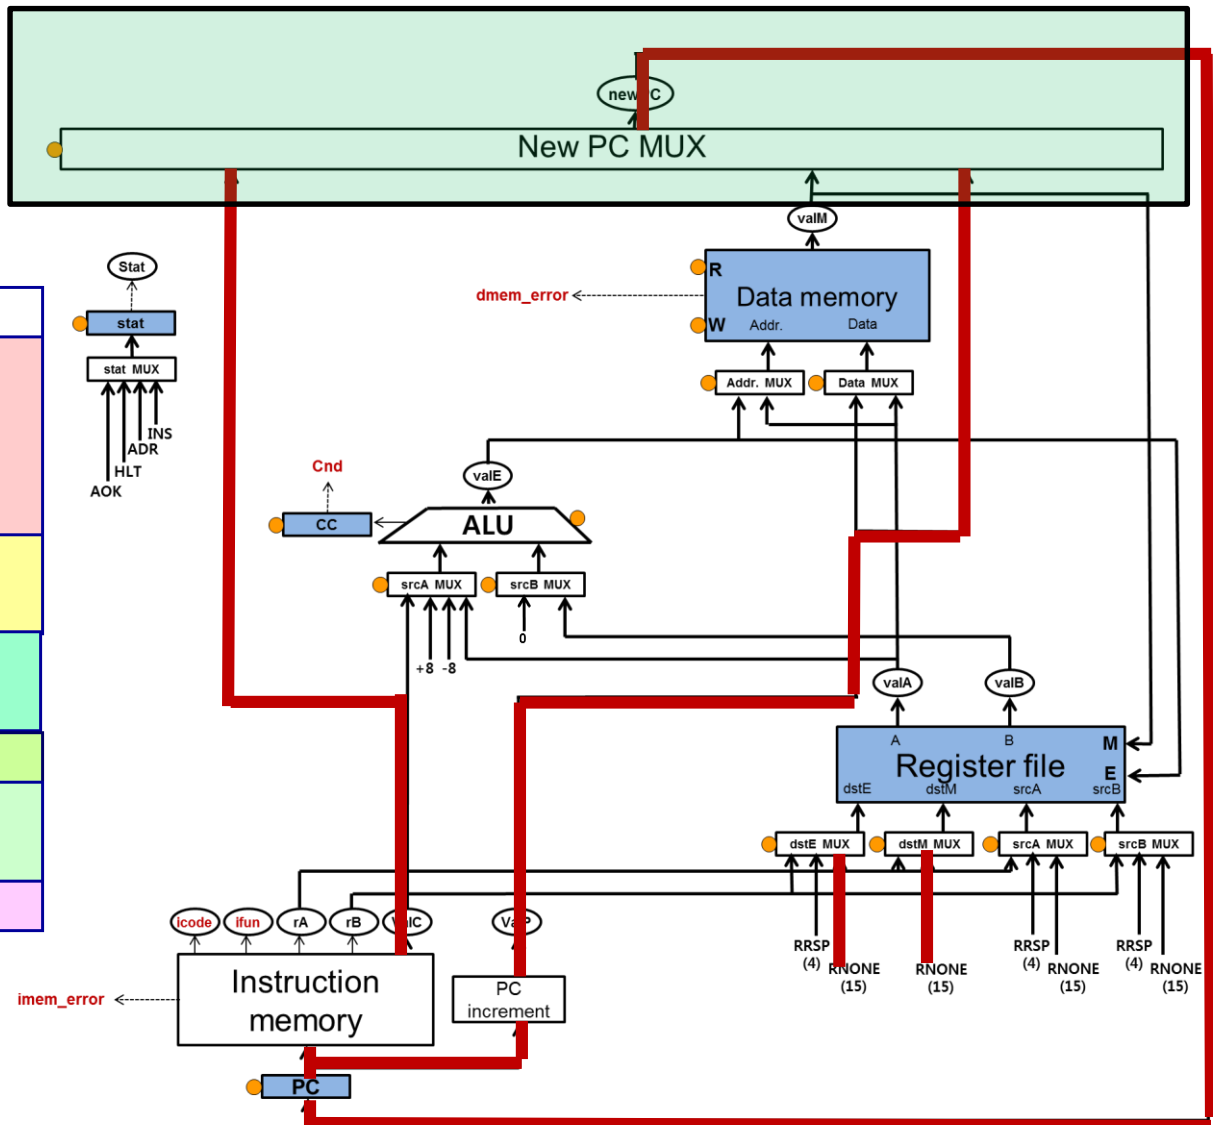 newPC
New PC MUX
valM
Stat
R
Data memory
dmem_error
stat
W
Addr.
Data
stat MUX
Addr. MUX
Data MUX
INS
ADR
HLT
AOK
Cnd
valE
CC
ALU
srcA MUX
srcB MUX
0
+8
-8
valA
valB
A
B
M
Register file
E
dstE
dstM
srcA
srcB
dstE MUX
dstM MUX
srcA MUX
srcB MUX
icode
ifun
rA
rB
ValC
ValP
RRSP
(4)
RNONE
(15)
RNONE
(15)
RRSP
(4)
RNONE
(15)
RRSP
(4)
RNONE
(15)
Instruction
memory
PC
increment
imem_error
PC